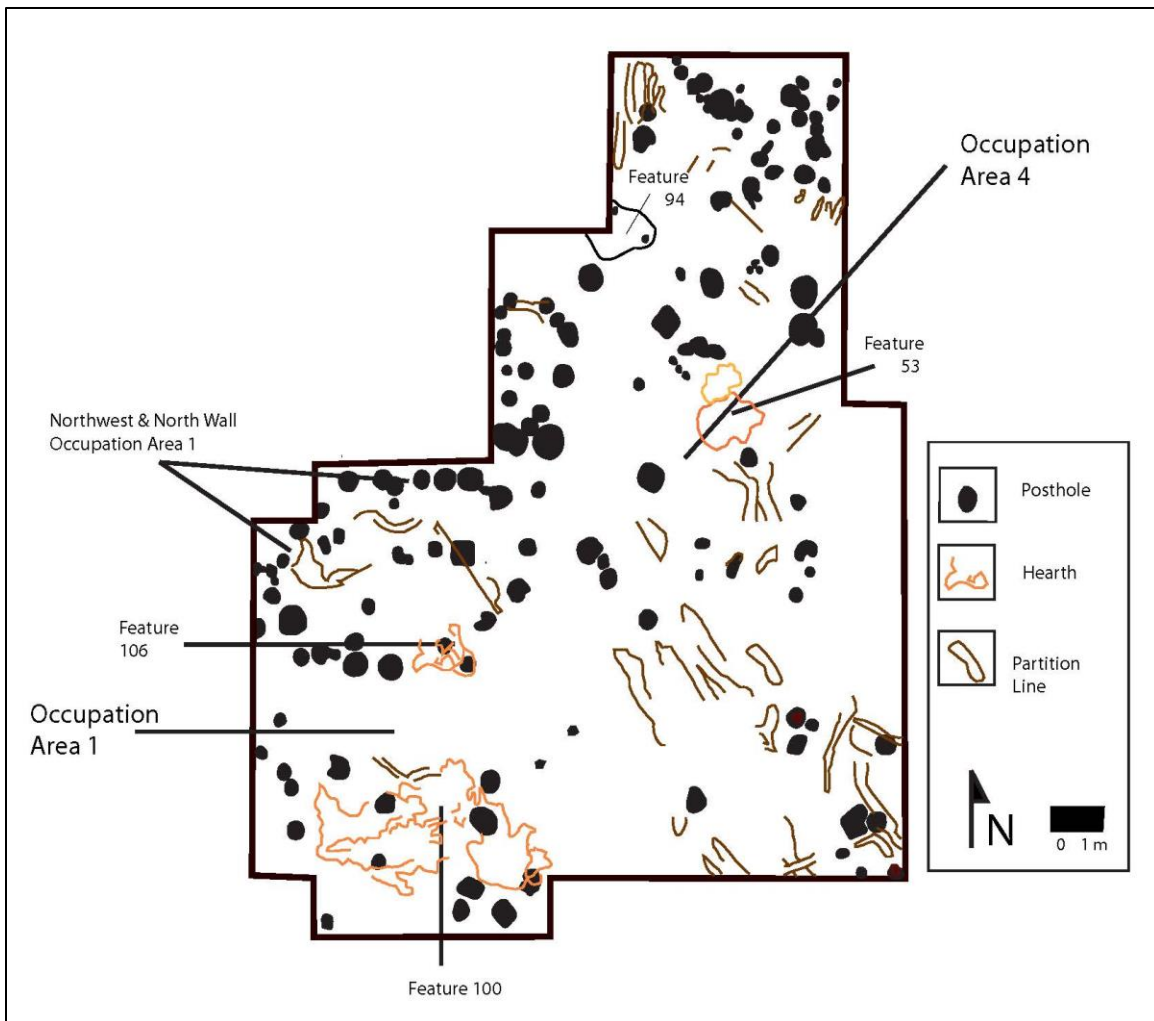 Occupation
Area 4
Feature
94
Feature
53
Northwest & North Wall
Occupation Area 1
Posthole
Hearth
Feature
106
Partition
Line
Occupation
Area 1
N
0 1 m
Feature 100